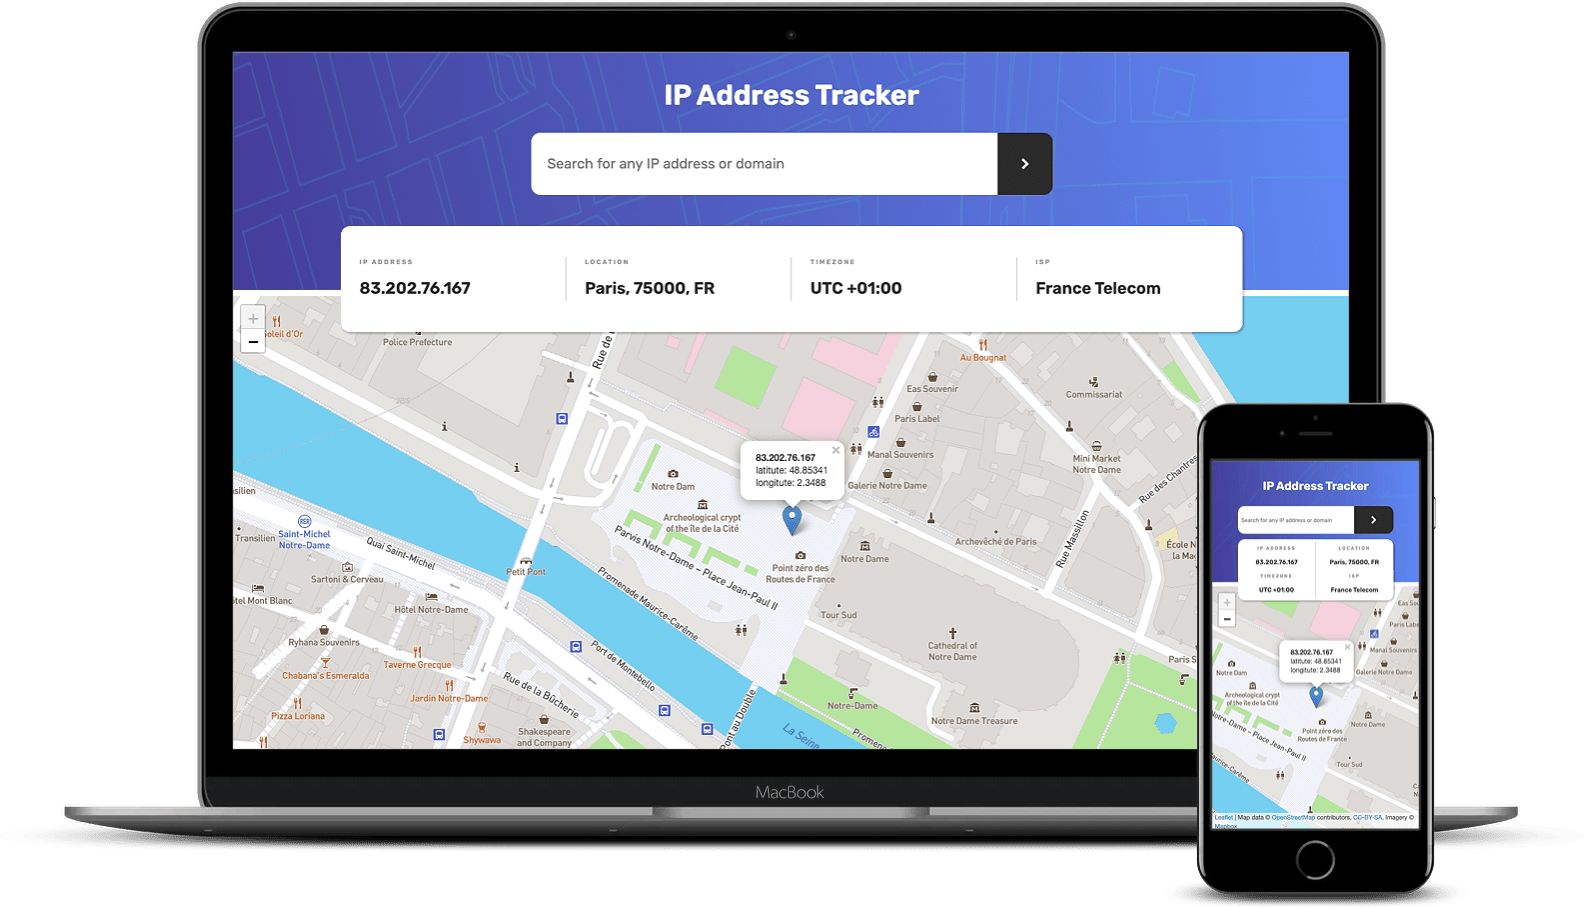 IP Address Tracker
Search for any IP address or domain
IP ADDRESS
83.202.76.167
LOCATION
Paris, 75000, FR
TIMEZONE
UTC +01:00
ISP
France Telecom
+
−
Soleil d'Or
Police Prefecture
Rue de
Au Bougnat
Eas Souvenir
Commissariat
Paris Label
Manal Souvenirs
Mini Market
Notre Dame
Galerie Notre Dame
Rue des Chantres
83.202.76.167
latitute: 48.85341
longitute: 2.3488
Notre Dam
Archeological crypt
of the île de la Cité
Parvis Notre-Dame – Place Jean-Paul II
Notre Dame
Archevêché de Paris
Rue Massillon
École N
la Ma
Point zéro des
Routes de France
silien
Transilien
RER
Saint-Michel
Notre-Dame
Quai Saint-Michel
Petit Pont
Sartoni & Cerveau
tel Mont Blanc
Hôtel Notre-Dame
Promenade Maurice-Carême
Tour Sud
Cathedral of
Notre Dame
Ryhana Souvenirs
Taverne Grecque
Chabana's Esmeralda
Port de Montebello
Paris S
Jardin Notre-Dame
Rue de la Bûcherie
Pizza Loriana
Shywawa
Shakespeare
and Company
Pont au Double
La Seine
Notre-Dame
Promena
Notre Dame Treasure
MacBook
IP Address Tracker
Search for any IP address or domain
IP ADDRESS
83.202.76.167
LOCATION
Paris, 75000, FR
TIMEZONE
UTC +01:00
ISP
France Telecom
+
−
Eas So
Paris Labe
Manal Souvenirs
Galerie Notre Dame
83.202.76.167
latitute: 48.85341
longitute: 2.3488
Notre Dam
Archeological crypt
of the île de la Cité
Notre-Dame – Place Jean-Paul II
Notre Dame
Point zéro des
Routes de France
Tour Sud
urice-Carême
Leaflet | Map data © OpenStreetMap contributors, CC-BY-SA, Imagery ©
Mapbox